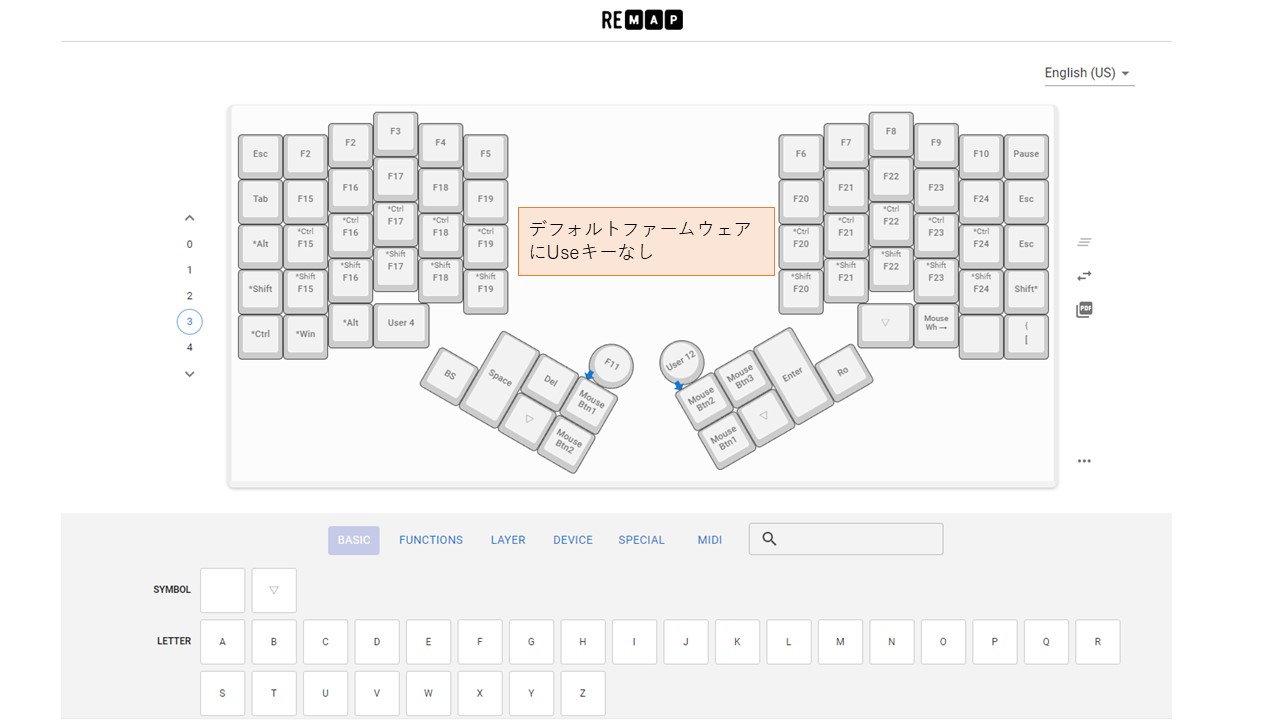 REMAP
English (US)
Esc F2 F2 F3 F4 F5 F6 F7 F8 F9 F10 Pause
Tab F15 F16 F17 F18 F19 F20 F21 F22 F23 F24 Esc
*Alt *Ctrl F15 *Ctrl F16 *Ctrl F17 *Ctrl F18 *Ctrl F19 *Ctrl F20 *Ctrl F21 *Ctrl F22 *Ctrl F23 *Ctrl F24 Esc
*Shift *Shift F15 *Shift F16 *Shift F17 *Shift F18 *Shift F19 *Shift F20 *Shift F21 *Shift F22 *Shift F23 *Shift F24 Shift*
*Ctrl *Win *Alt User 4 ▽ Mouse Wh → { [
デフォルトファームウェア
にUseキーなし
0
1
2
3
4
BS Space Del F11 User 12 Mouse Btn3 Enter Ro
▽ Mouse Btn1 Mouse Btn2 ◁
Mouse Btn2 Mouse Btn1
PDF
BASIC FUNCTIONS LAYER DEVICE SPECIAL MIDI
SYMBOL ▽
LETTER A B C D E F G H I J K L M N O P Q R
S T U V W X Y Z